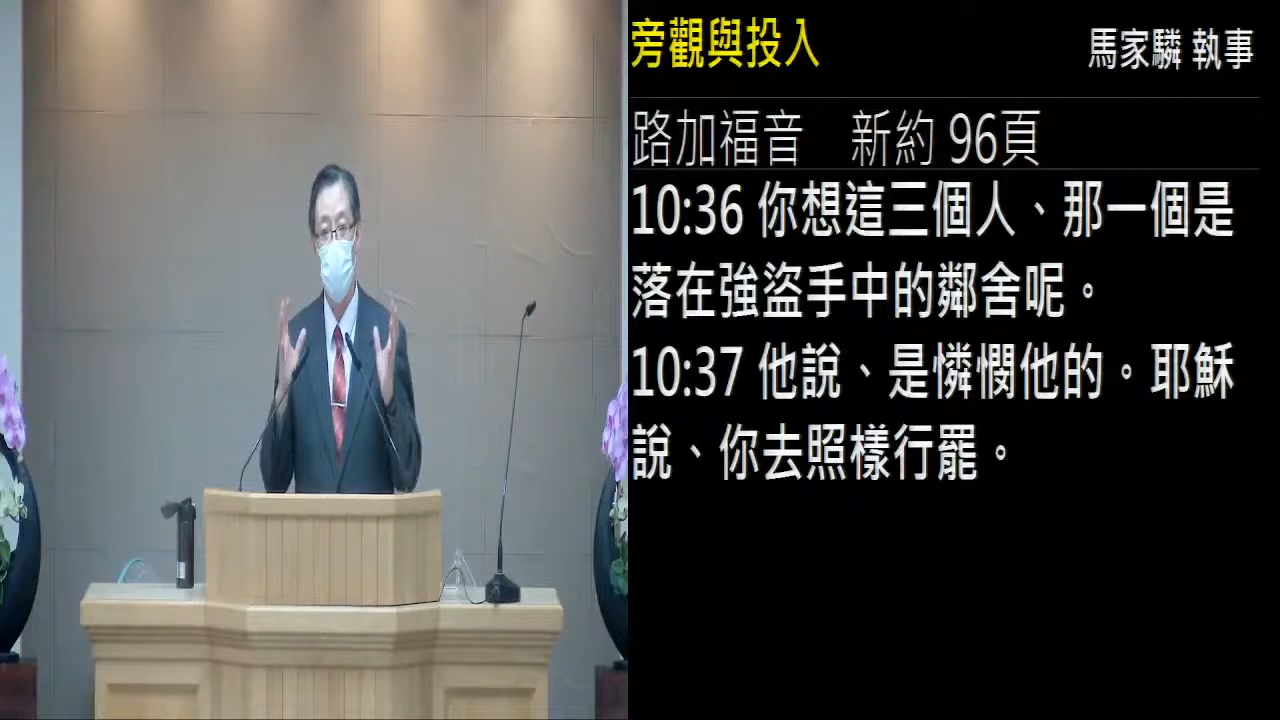 旁觀與投入
馬家驎 執事
路加福音 新約 96頁
10:36 你想這三個人、那一個是
落在強盜手中的鄰舍呢。
10:37 他說、是憐憫他的。耶穌
說、你去照樣行罷。